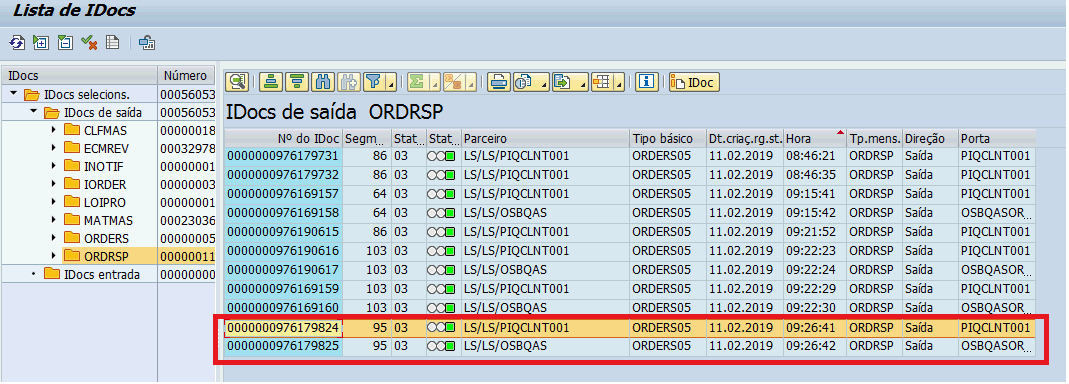 Lista de IDocs
IDocs Número
IDocs selecions. 00056053
IDocs de saída 00056053
CLFMAS 00000018
ECMREV 00032978
INOTIF 00000001
IORDER 00000003
LOIPRO 00000001
MATMAS 00023036
ORDERS 00000005
ORDRSP 00000011
IDocs entrada 00000000
IDoc
IDocs de saída ORDRSP
Nº do IDoc Segm... Stat... Stat... Parceiro Tipo básico Dt.criaç.rg.st. Hora Tp.mens. Direção Porta
0000000976179731 86 03 LS/LS/PIQCLNT001 ORDERS05 11.02.2019 08:46:21 ORDRSP Saída PIQCLNT001
0000000976179732 86 03 LS/LS/PIQCLNT001 ORDERS05 11.02.2019 08:46:35 ORDRSP Saída PIQCLNT001
0000000976169157 64 03 LS/LS/PIQCLNT001 ORDERS05 11.02.2019 09:15:41 ORDRSP Saída PIQCLNT001
0000000976169158 64 03 LS/LS/OSBQAS ORDERS05 11.02.2019 09:15:42 ORDRSP Saída OSBQASOR...
0000000976190615 86 03 LS/LS/PIQCLNT001 ORDERS05 11.02.2019 09:21:52 ORDRSP Saída PIQCLNT001
0000000976190616 103 03 LS/LS/PIQCLNT001 ORDERS05 11.02.2019 09:22:23 ORDRSP Saída PIQCLNT001
0000000976190617 103 03 LS/LS/OSBQAS ORDERS05 11.02.2019 09:22:24 ORDRSP Saída OSBQASOR...
0000000976169159 103 03 LS/LS/PIQCLNT001 ORDERS05 11.02.2019 09:22:29 ORDRSP Saída PIQCLNT001
0000000976169160 103 03 LS/LS/OSBQAS ORDERS05 11.02.2019 09:22:30 ORDRSP Saída OSBQASOR...
0000000976179824 95 03 LS/LS/PIQCLNT001 ORDERS05 11.02.2019 09:26:41 ORDRSP Saída PIQCLNT001
0000000976179825 95 03 LS/LS/OSBQAS ORDERS05 11.02.2019 09:26:42 ORDRSP Saída OSBQASOR...